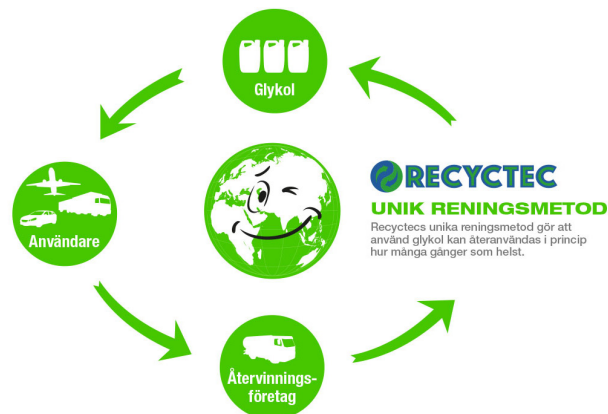 Glykol
RECYCTEC
UNIK RENINGSMETOD
Recyctecs unika reningsmetod gör att
använd glykol kan återanvändas i princip
hur många gånger som helst.
Användare
Återvinnings-
företag